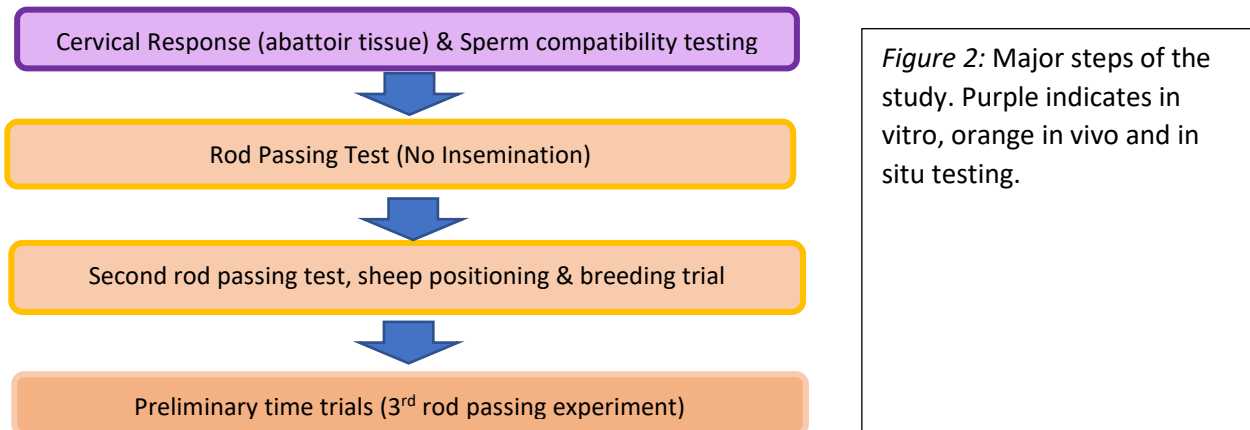 Cervical Response (abattoir tissue) & Sperm compatibility testing
Rod Passing Test (No Insemination)
Second rod passing test, sheep positioning & breeding trial
Preliminary time trials (3rd rod passing experiment)
Figure 2: Major steps of the
study. Purple indicates in
vitro, orange in vivo and in
situ testing.